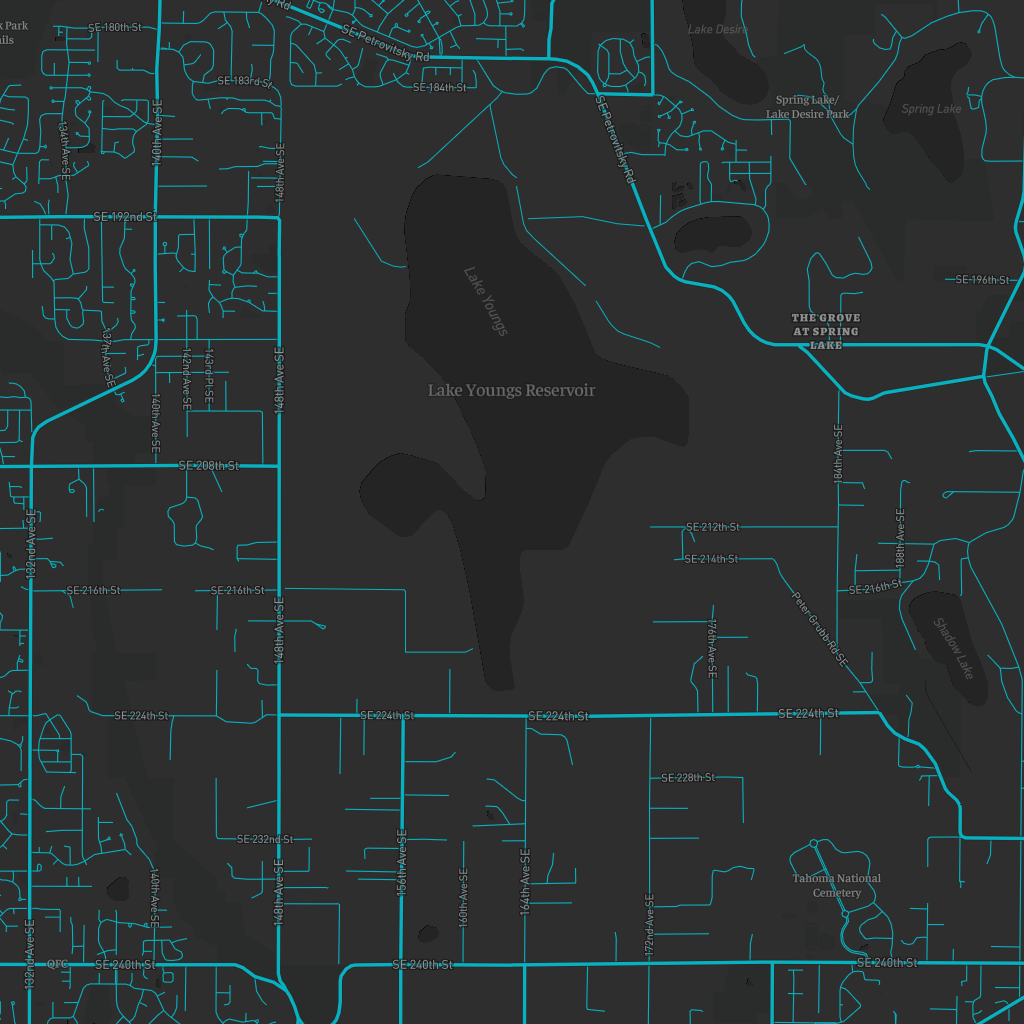 SE 180th St
Park
SE Petrovitsky Rd
Lake Desire
SE 183rd St
SE 184th St
Spring Lake/
Lake Desire Park
Spring Lake
134th Ave SE
140th Ave SE
148th Ave SE
SE Petrovitsky Rd
SE 192nd St
SE 196th St
Lake Youngs
THE GROVE
AT SPRING
LAKE
137th Ave SE
142nd Ave SE
143rd Pl SE
148th Ave SE
Lake Youngs Reservoir
140th Ave SE
184th Ave SE
SE 208th St
132nd Ave SE
SE 212th St
188th Ave SE
SE 214th St
SE 216th St
SE 216th St
SE 216th St
148th Ave SE
Peter Grubb Rd SE
176th Ave SE
Shadow Lake
SE 224th St
SE 224th St
SE 224th St
SE 224th St
SE 228th St
SE 232nd St
156th Ave SE
148th Ave SE
164th Ave SE
160th Ave SE
140th Ave SE
Tahoma National
Cemetery
172nd Ave SE
132nd Ave SE
QFC
SE 240th St
SE 240th St
SE 240th St